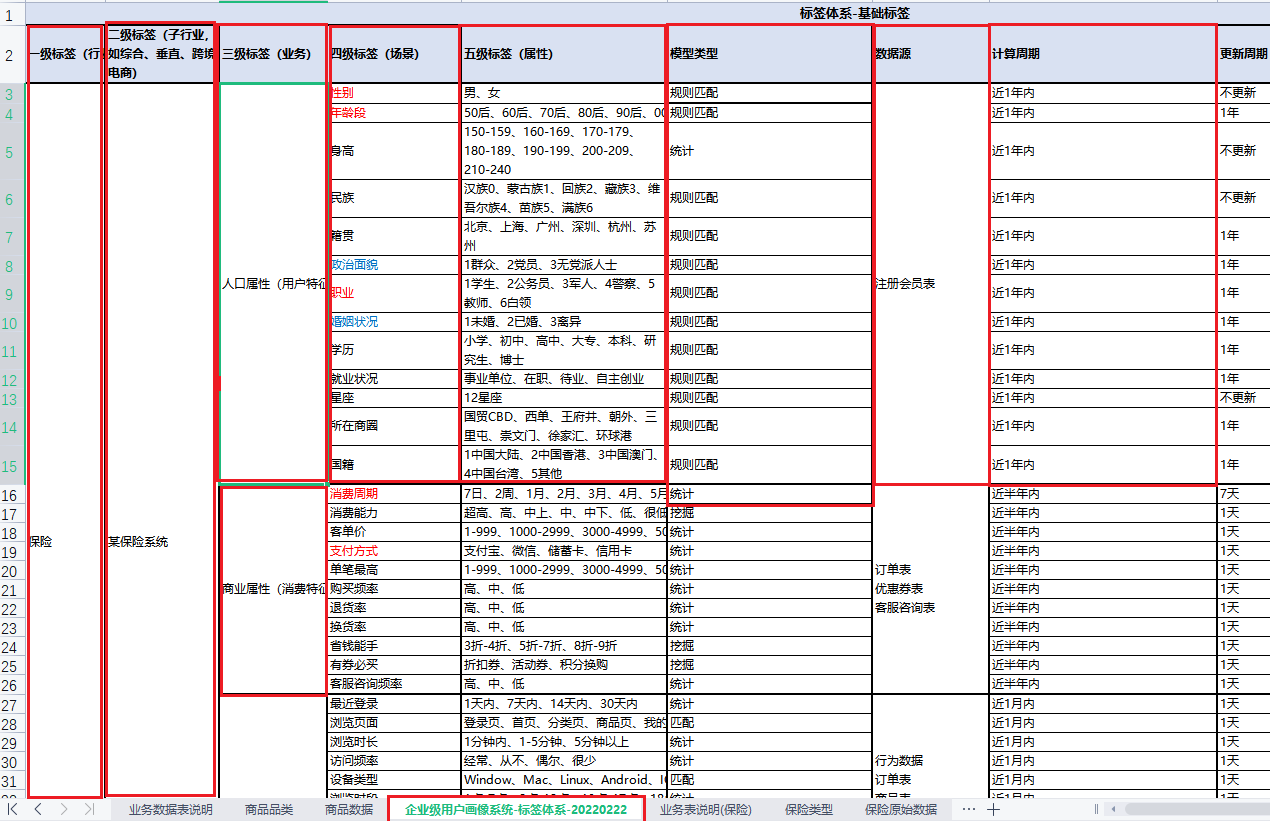 标签体系-基础标签
一级标签（行 二级标签（子行业，如综合、垂直、跨境电商） 三级标签（业务） 四级标签（场景） 五级标签（属性） 模型类型 数据源 计算周期 更新周期
1
2
3 性别 男、女 规则匹配 近1年内 不更新
4 年龄段 50后、60后、70后、80后、90后、00 规则匹配 近1年内 1年
5 身高 150-159、160-169、170-179、180-189、190-199、200-209、210-240 统计 近1年内 不更新
6 民族 汉族0、蒙古族1、回族2、藏族3、维吾尔族4、苗族5、满族6 规则匹配 近1年内 不更新
7 籍贯 北京、上海、广州、深圳、杭州、苏州 规则匹配 近1年内 1年
8 政治面貌 1群众、2党员、3无党派人士 规则匹配 近1年内 1年
人口属性（用户特征 注册会员表
9 职业 1学生、2公务员、3军人、4警察、5教师、6白领 规则匹配 近1年内 1年
10 婚姻状况 1未婚、2已婚、3离异 规则匹配 近1年内 1年
11 学历 小学、初中、高中、大专、本科、研究生、博士 规则匹配 近1年内 1年
12 就业状况 事业单位、在职、待业、自主创业 规则匹配 近1年内 1年
13 星座 12星座 规则匹配 近1年内 不更新
14 所在商圈 国贸CBD、西单、王府井、朝外、三里屯、崇文门、徐家汇、环球港 规则匹配 近1年内 1年
15 国籍 1中国大陆、2中国香港、3中国澳门、4中国台湾、5其他 规则匹配 近1年内 1年
16 消费周期 7日、2周、1月、2月、3月、4月、5月 统计 近半年内 7天
17 消费能力 超高、高、中上、中、中下、低、很低 挖掘 近半年内 1天
18 客单价 1-999、1000-2999、3000-4999、50 统计 近半年内 1天
保险 某保险系统
19 支付方式 支付宝、微信、储蓄卡、信用卡 统计 近半年内 1天
20 单笔最高 1-999、1000-2999、3000-4999、50 统计 订单表 近半年内 1天
21 商业属性（消费特征 购买频率 高、中、低 统计 优惠券表 近半年内 1天
22 退货率 高、中、低 统计 客服咨询表 近半年内 1天
23 换货率 高、中、低 统计 近半年内 1天
24 省钱能手 3折-4折、5折-7折、8折-9折 挖掘 近半年内 1天
25 有券必买 折扣券、活动券、积分换购 挖掘 近半年内 1天
26 客服咨询频率 高、中、低 统计 近半年内 1天
27 最近登录 1天内、7天内、14天内、30天内 统计 近1月内 1天
28 浏览页面 登录页、首页、分类页、商品页、我的 匹配 近1月内 1天
29 浏览时长 1分钟内、1-5分钟、5分钟以上 统计 近1月内 1天
30 访问频率 经常、从不、偶尔、很少 统计 行为数据 近1月内 1天
31 设备类型 Window、Mac、Linux、Android、I 匹配 订单表 近1月内 1天
业务数据表说明 商品品类 商品数据 企业级用户画像系统-标签体系-20220222 业务表说明(保险) 保险类型 保险原始数据 ···